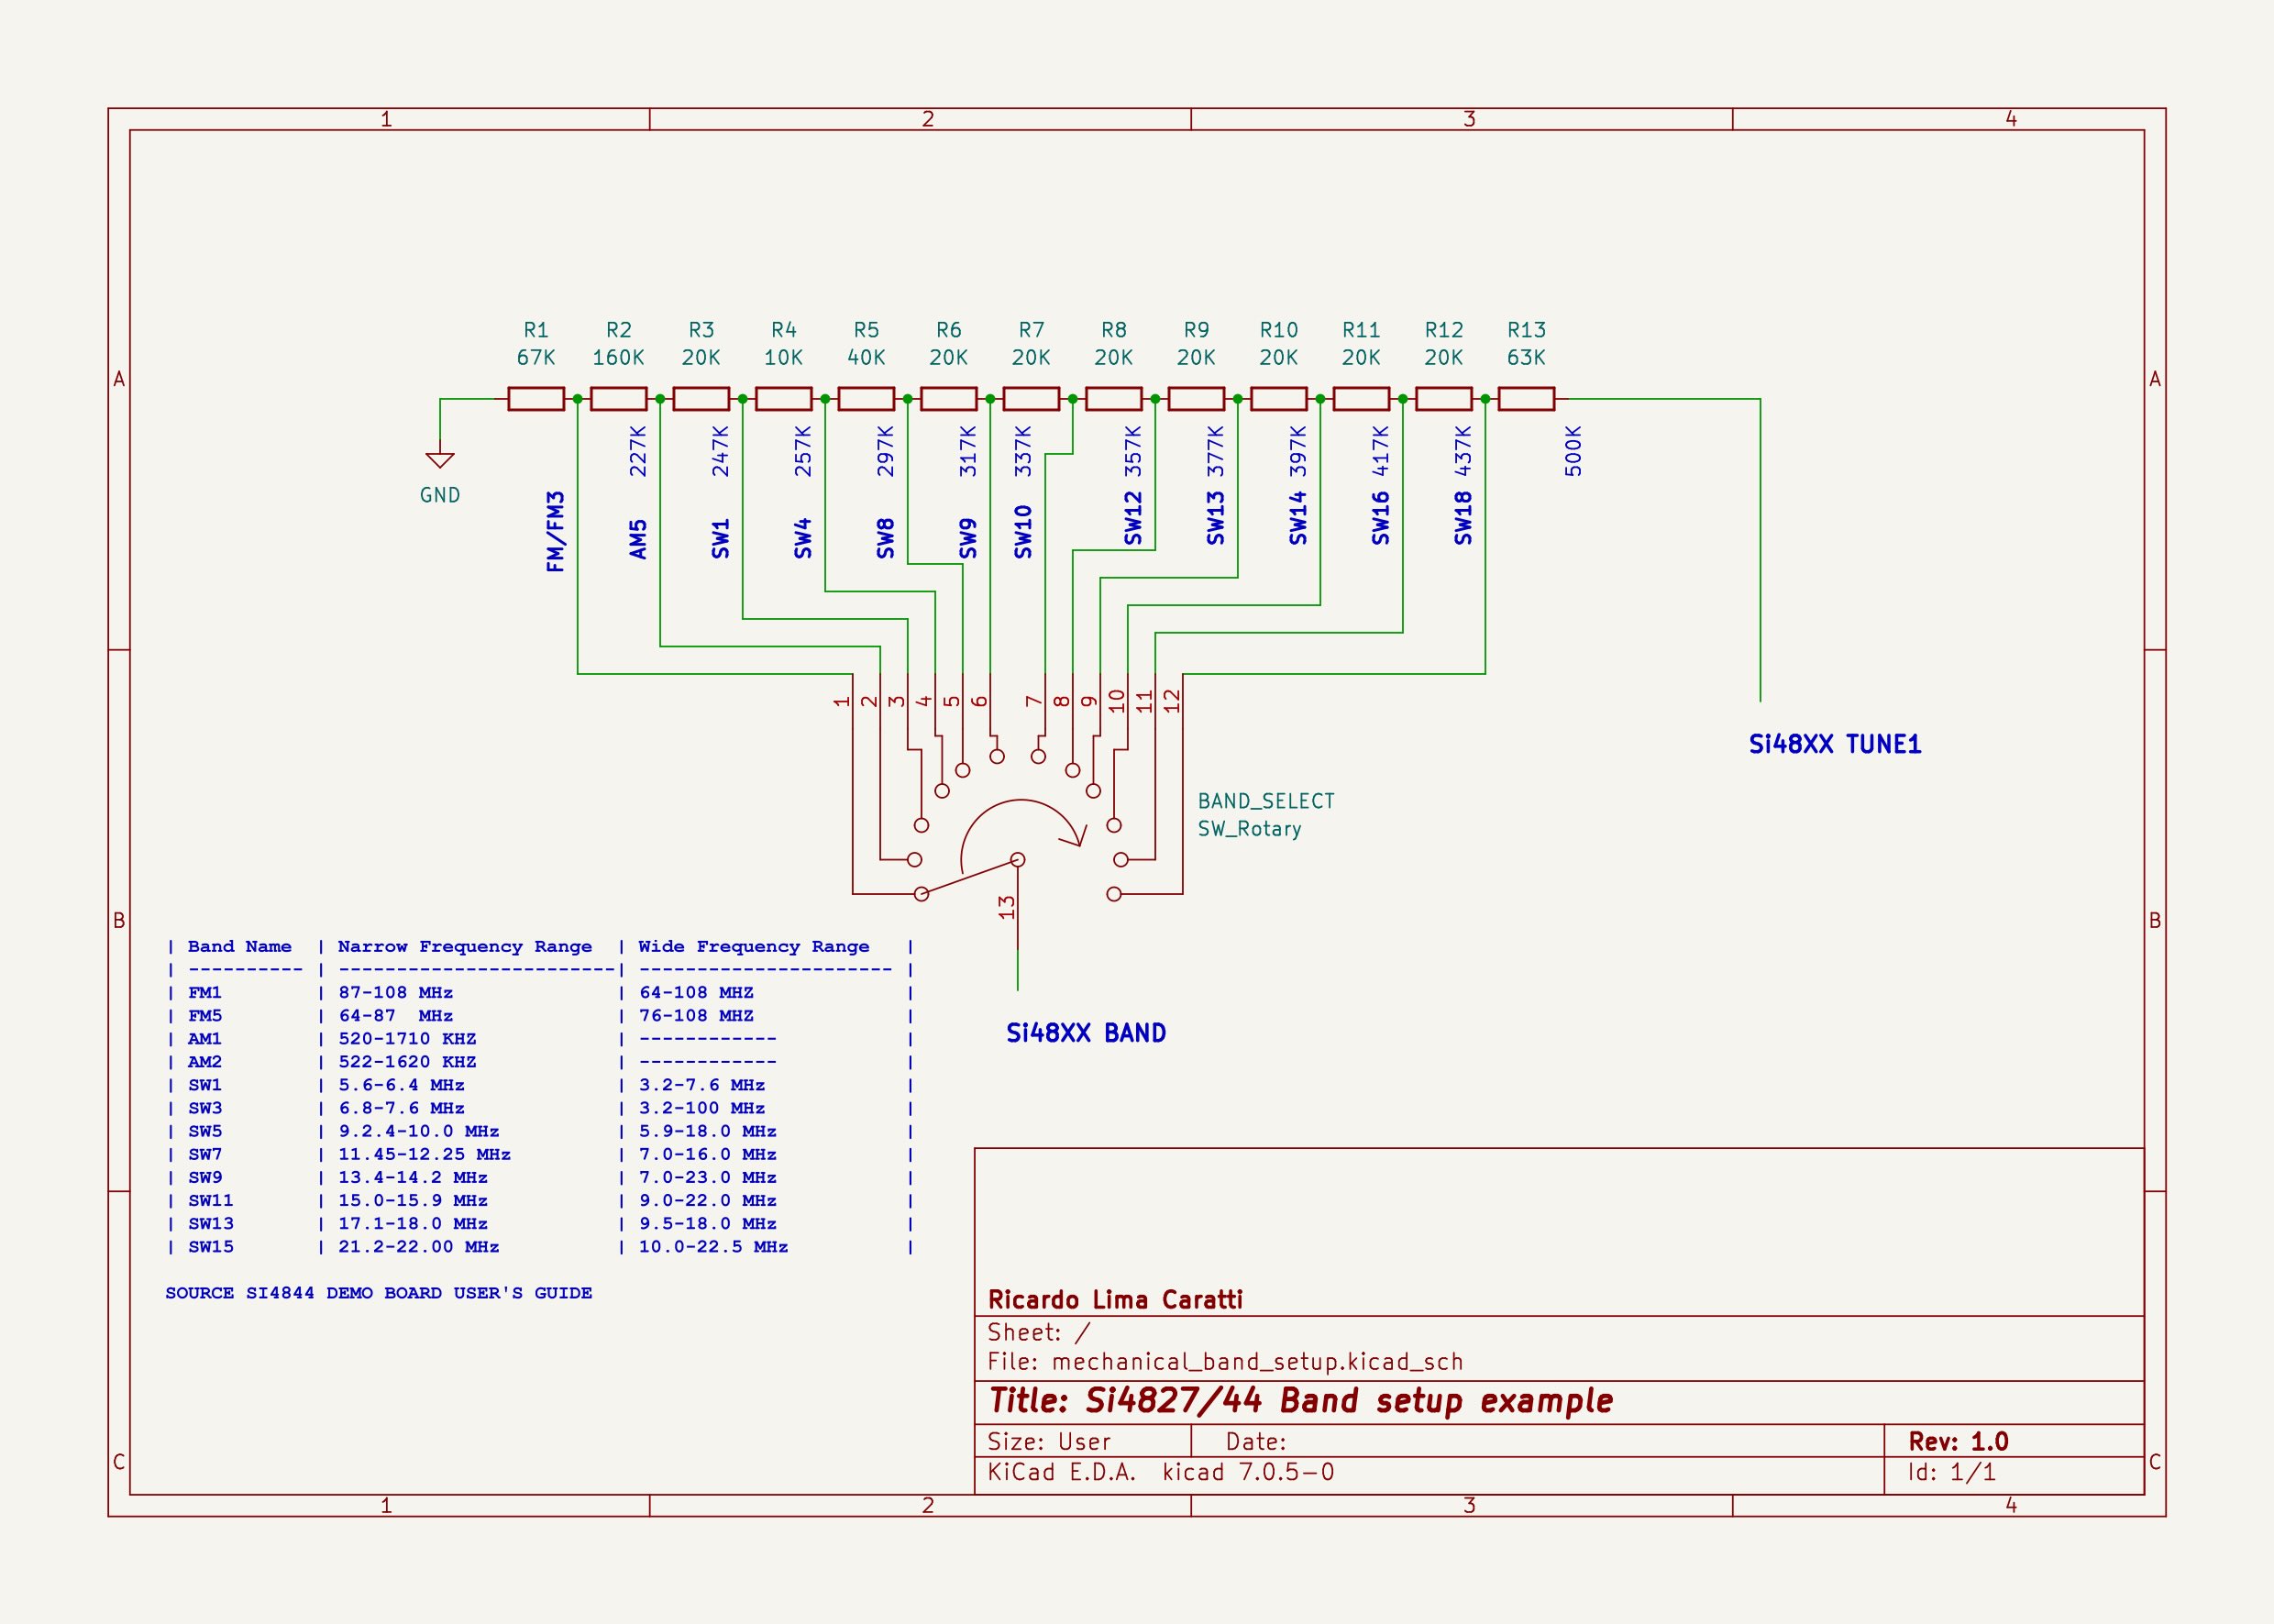 1 2 3 4
R1 R2 R3 R4 R5 R6 R7 R8 R9 R10 R11 R12 R13
67K 160K 20K 10K 40K 20K 20K 20K 20K 20K 20K 20K 63K
A A
227K 247K 257K 297K 317K 337K 357K 377K 397K 417K 437K 500K
GND
FM/FM3 AM5 SW1 SW4 SW8 SW9 SW10 SW12 SW13 SW14 SW16 SW18
1 2 3 4 5 6 7 8 9 10 11 12
Si48XX TUNE1
BAND_SELECT
SW_Rotary
13
B B
Si48XX BAND
| Band Name | Narrow Frequency Range | Wide Frequency Range |
| ---------- | ------------------------| ---------------------- |
| FM1 | 87-108 MHz | 64-108 MHZ |
| FM5 | 64-87 MHz | 76-108 MHZ |
| AM1 | 520-1710 KHZ | ------------ |
| AM2 | 522-1620 KHZ | ------------ |
| SW1 | 5.6-6.4 MHz | 3.2-7.6 MHz |
| SW3 | 6.8-7.6 MHz | 3.2-100 MHz |
| SW5 | 9.2.4-10.0 MHz | 5.9-18.0 MHz |
| SW7 | 11.45-12.25 MHz | 7.0-16.0 MHz |
| SW9 | 13.4-14.2 MHz | 7.0-23.0 MHz |
| SW11 | 15.0-15.9 MHz | 9.0-22.0 MHz |
| SW13 | 17.1-18.0 MHz | 9.5-18.0 MHz |
| SW15 | 21.2-22.00 MHz | 10.0-22.5 MHz |
SOURCE SI4844 DEMO BOARD USER'S GUIDE
Ricardo Lima Caratti
Sheet: /
File: mechanical_band_setup.kicad_sch
Title: Si4827/44 Band setup example
Size: User Date: Rev: 1.0
KiCad E.D.A. kicad 7.0.5-0 Id: 1/1
C C
1 2 3 4